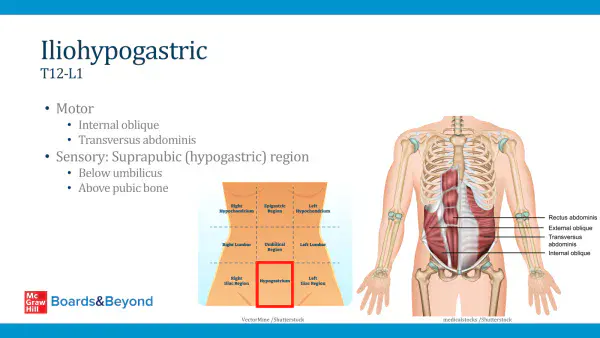 Iliohypogastric
T12-L1
• Motor
• Internal oblique
• Transversus abdominis
• Sensory: Suprapubic (hypogastric) region
• Below umbilicus
• Above pubic bone
Right
Hypochondrium
Epigastric
Region
Left
Hypochondrium
Right Lumbar
Umbilical
Region
Left Lumbar
Right
Iliac Region
Hypogastrium
Left
Iliac Region
Rectus abdominis
External oblique
Transversus
abdominis
Internal oblique
Mc
Graw
Hill
Boards&Beyond
VectorMine /Shutterstock
medicalstocks /Shutterstock